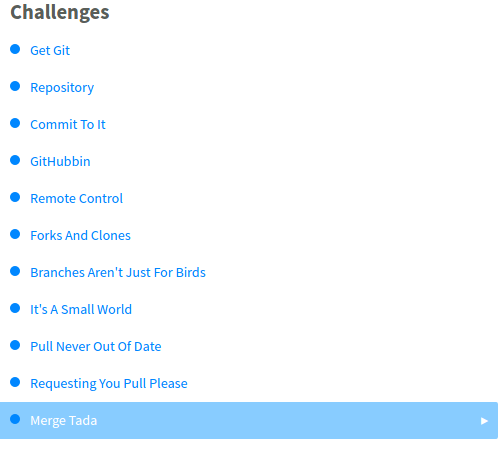 Challenges
Get Git
Repository
Commit To It
GitHubbin
Remote Control
Forks And Clones
Branches Aren't Just For Birds
It's A Small World
Pull Never Out Of Date
Requesting You Pull Please
Merge Tada